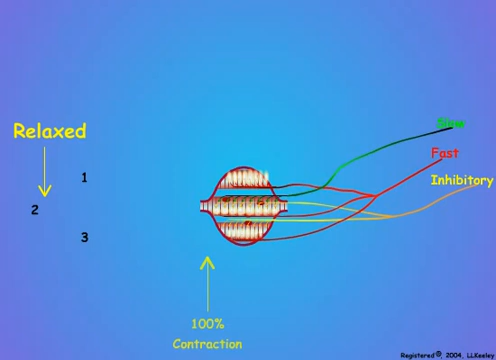 Slow
Fast
Relaxed
Inhibitory
1
2
3
100%
Contraction
Registered ©, 2004, LLKeeley